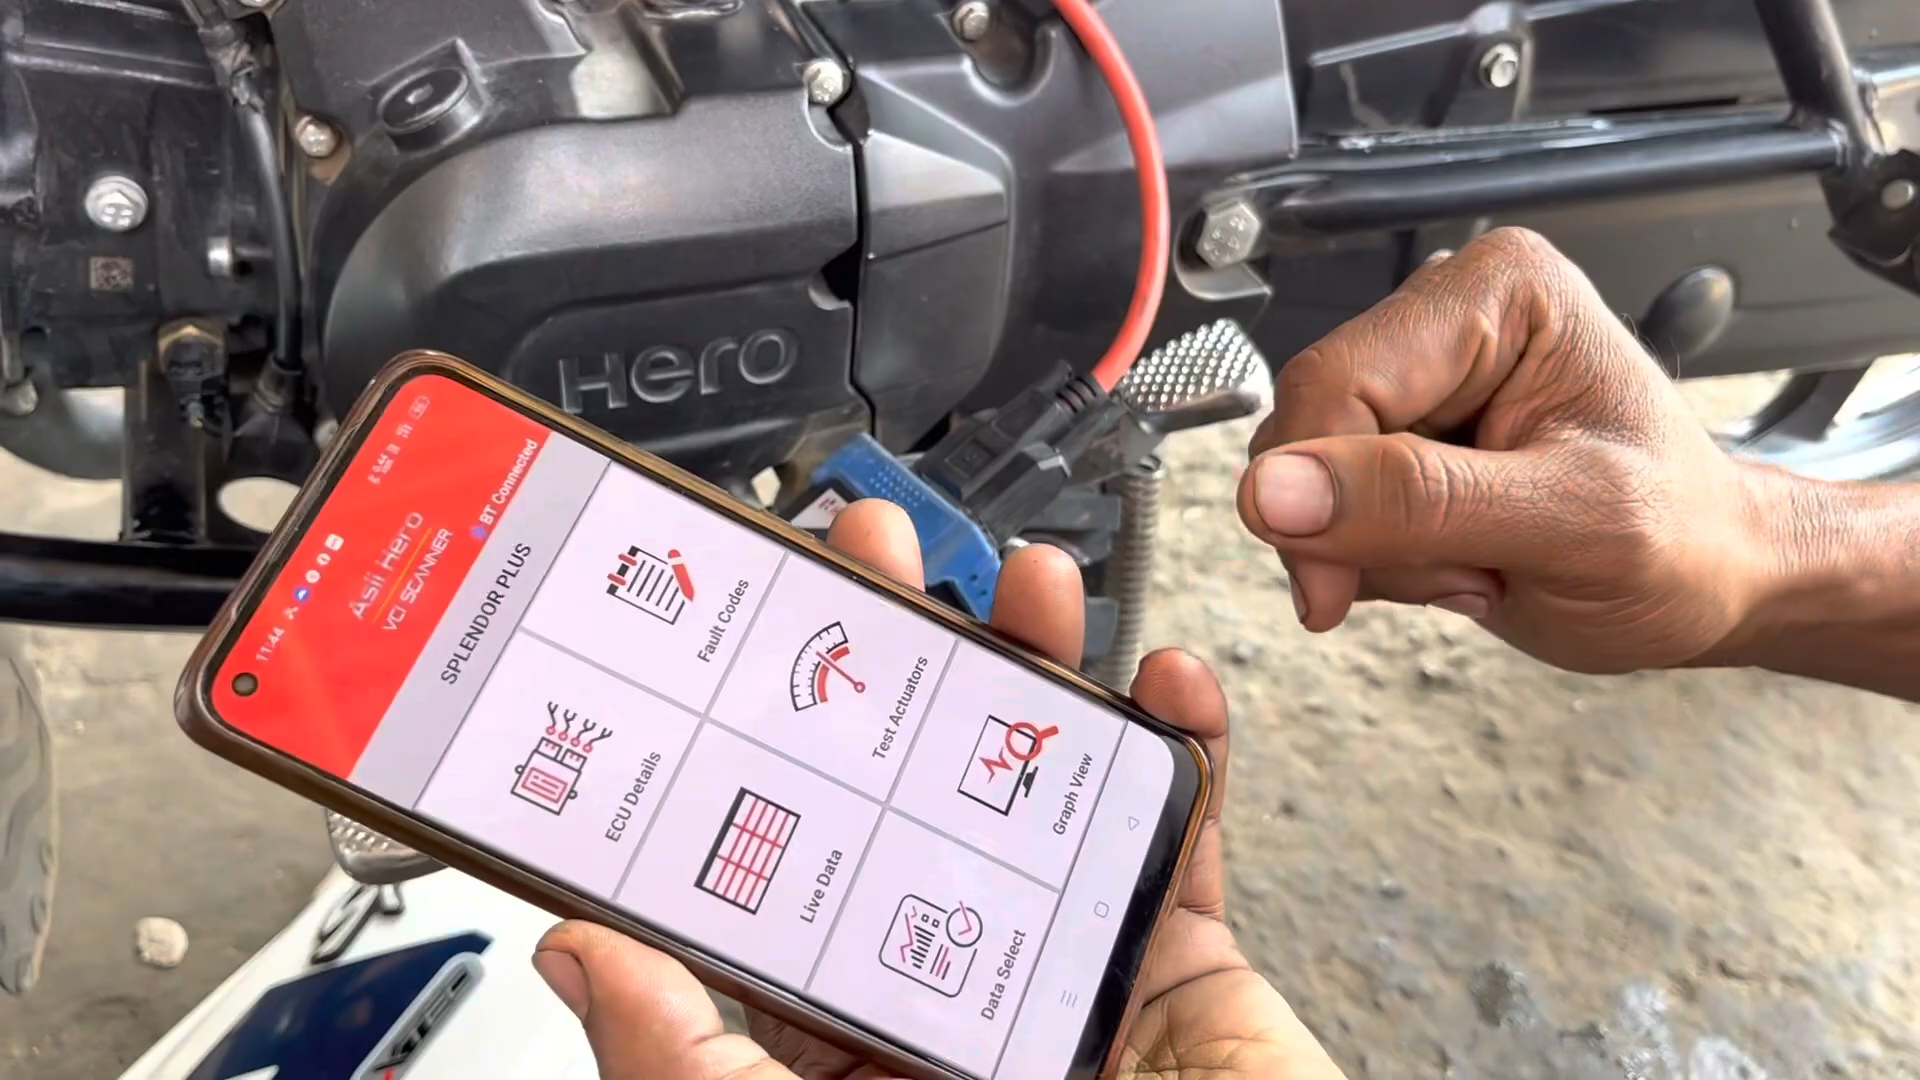 Hero
11:44
BT Connected
Asli Hero
VCI SCANNER
SPLENDOR PLUS
Fault Codes
ECU Details
Test Actuators
Live Data
Graph View
Data Select
XTEC